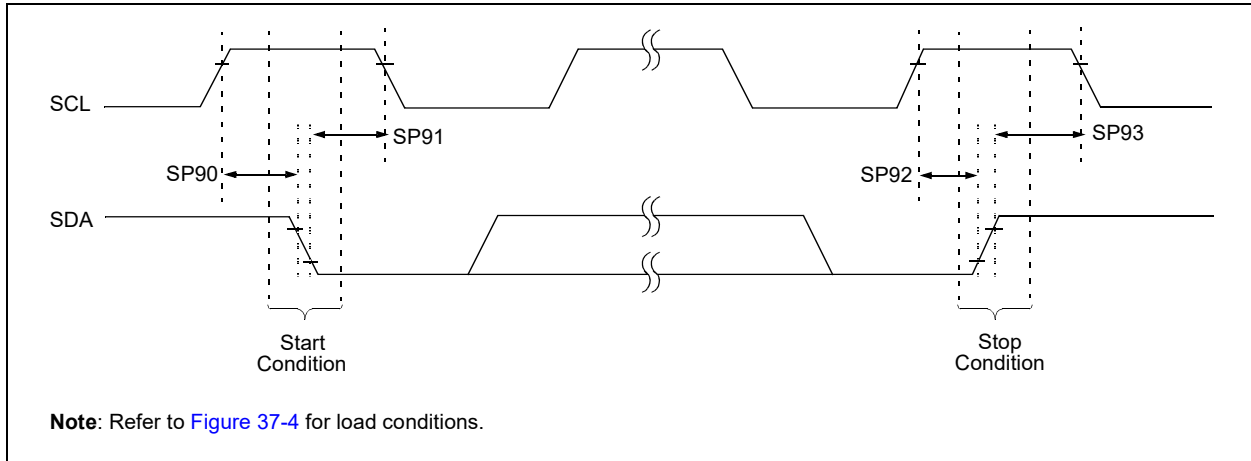 SCL
SP91
SP93
SP90
SP92
SDA
Start
Condition
Stop
Condition
Note: Refer to Figure 37-4 for load conditions.